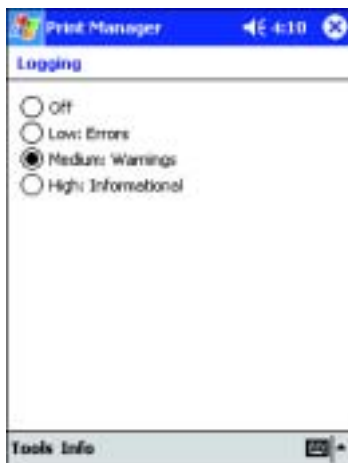 Print Manager 4:10
Logging
Off
Low: Errors
Medium: Warnings
High: Informational
Tools Info